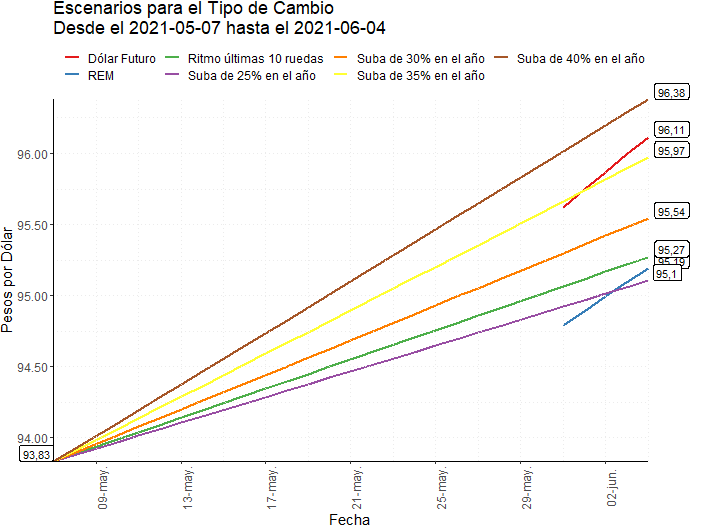 Escenarios para el Tipo de Cambio
Desde el 2021-05-07 hasta el 2021-06-04
Dólar Futuro
Ritmo últimas 10 ruedas
Suba de 30% en el año
Suba de 40% en el año
REM
Suba de 25% en el año
Suba de 35% en el año
96,38
96,11
95,97
95,54
95,27
95,19
95,1
93,83
96.00
95.50
95.00
94.50
94.00
Pesos por Dólar
09-may.
13-may.
17-may.
21-may.
25-may.
29-may.
02-jun.
Fecha